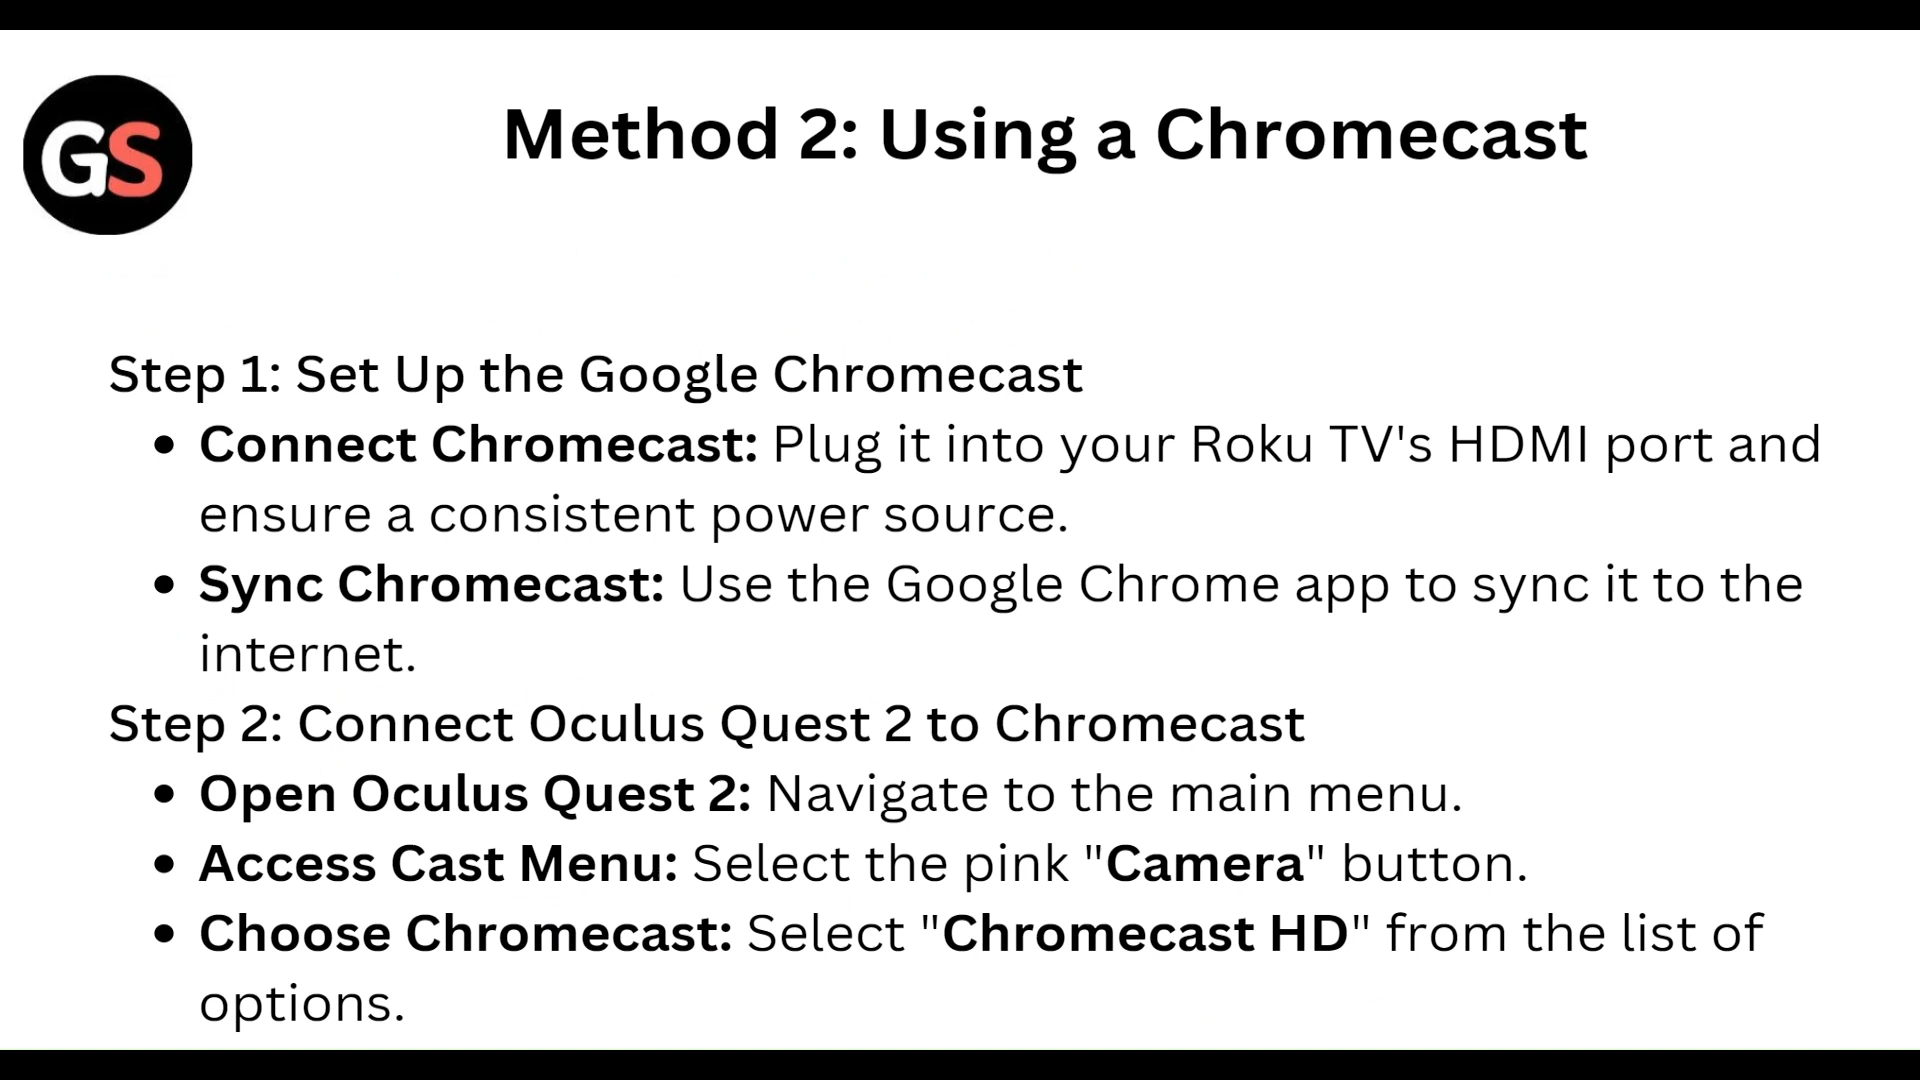 GS
Method 2: Using a Chromecast
Step 1: Set Up the Google Chromecast
• Connect Chromecast: Plug it into your Roku TV's HDMI port and
ensure a consistent power source.
• Sync Chromecast: Use the Google Chrome app to sync it to the
internet.
Step 2: Connect Oculus Quest 2 to Chromecast
• Open Oculus Quest 2: Navigate to the main menu.
• Access Cast Menu: Select the pink "Camera" button.
• Choose Chromecast: Select "Chromecast HD" from the list of
options.